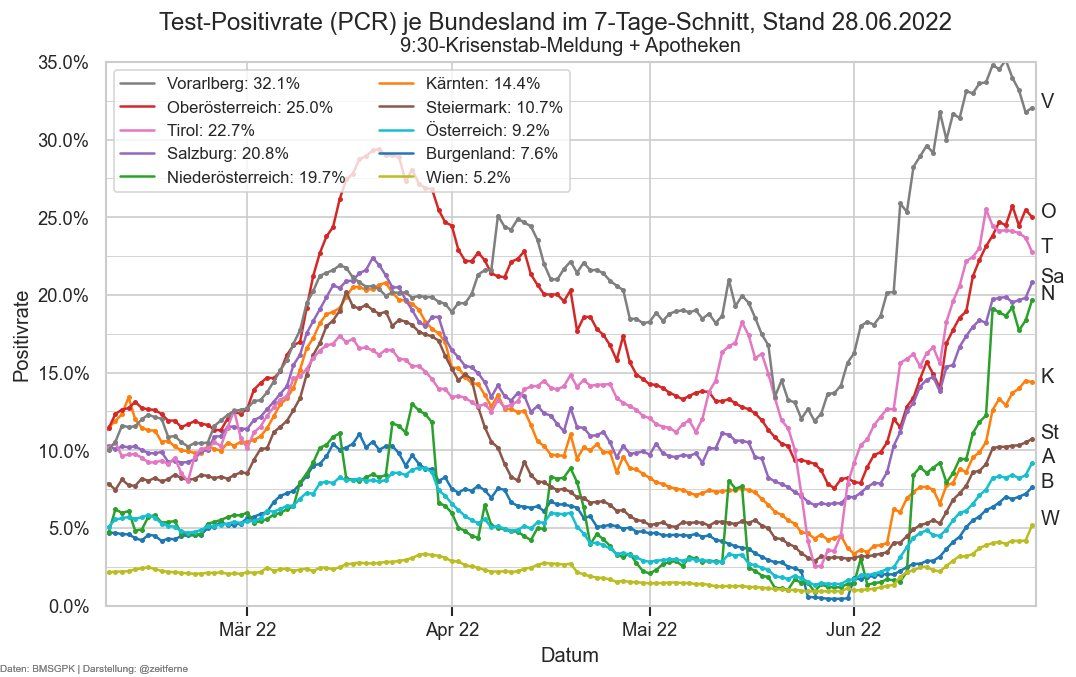 Test-Positivrate (PCR) je Bundesland im 7-Tage-Schnitt, Stand 28.06.2022
9:30-Krisenstab-Meldung + Apotheken
Positivrate
35.0%
30.0%
25.0%
20.0%
15.0%
10.0%
5.0%
0.0%
Vorarlberg: 32.1%
Oberösterreich: 25.0%
Tirol: 22.7%
Salzburg: 20.8%
Niederösterreich: 19.7%
Kärnten: 14.4%
Steiermark: 10.7%
Österreich: 9.2%
Burgenland: 7.6%
Wien: 5.2%
V
O
T
Sa
N
K
St
A
B
W
Mär 22
Apr 22
Mai 22
Jun 22
Datum
Daten: BMSGPK | Darstellung: @zeitferne